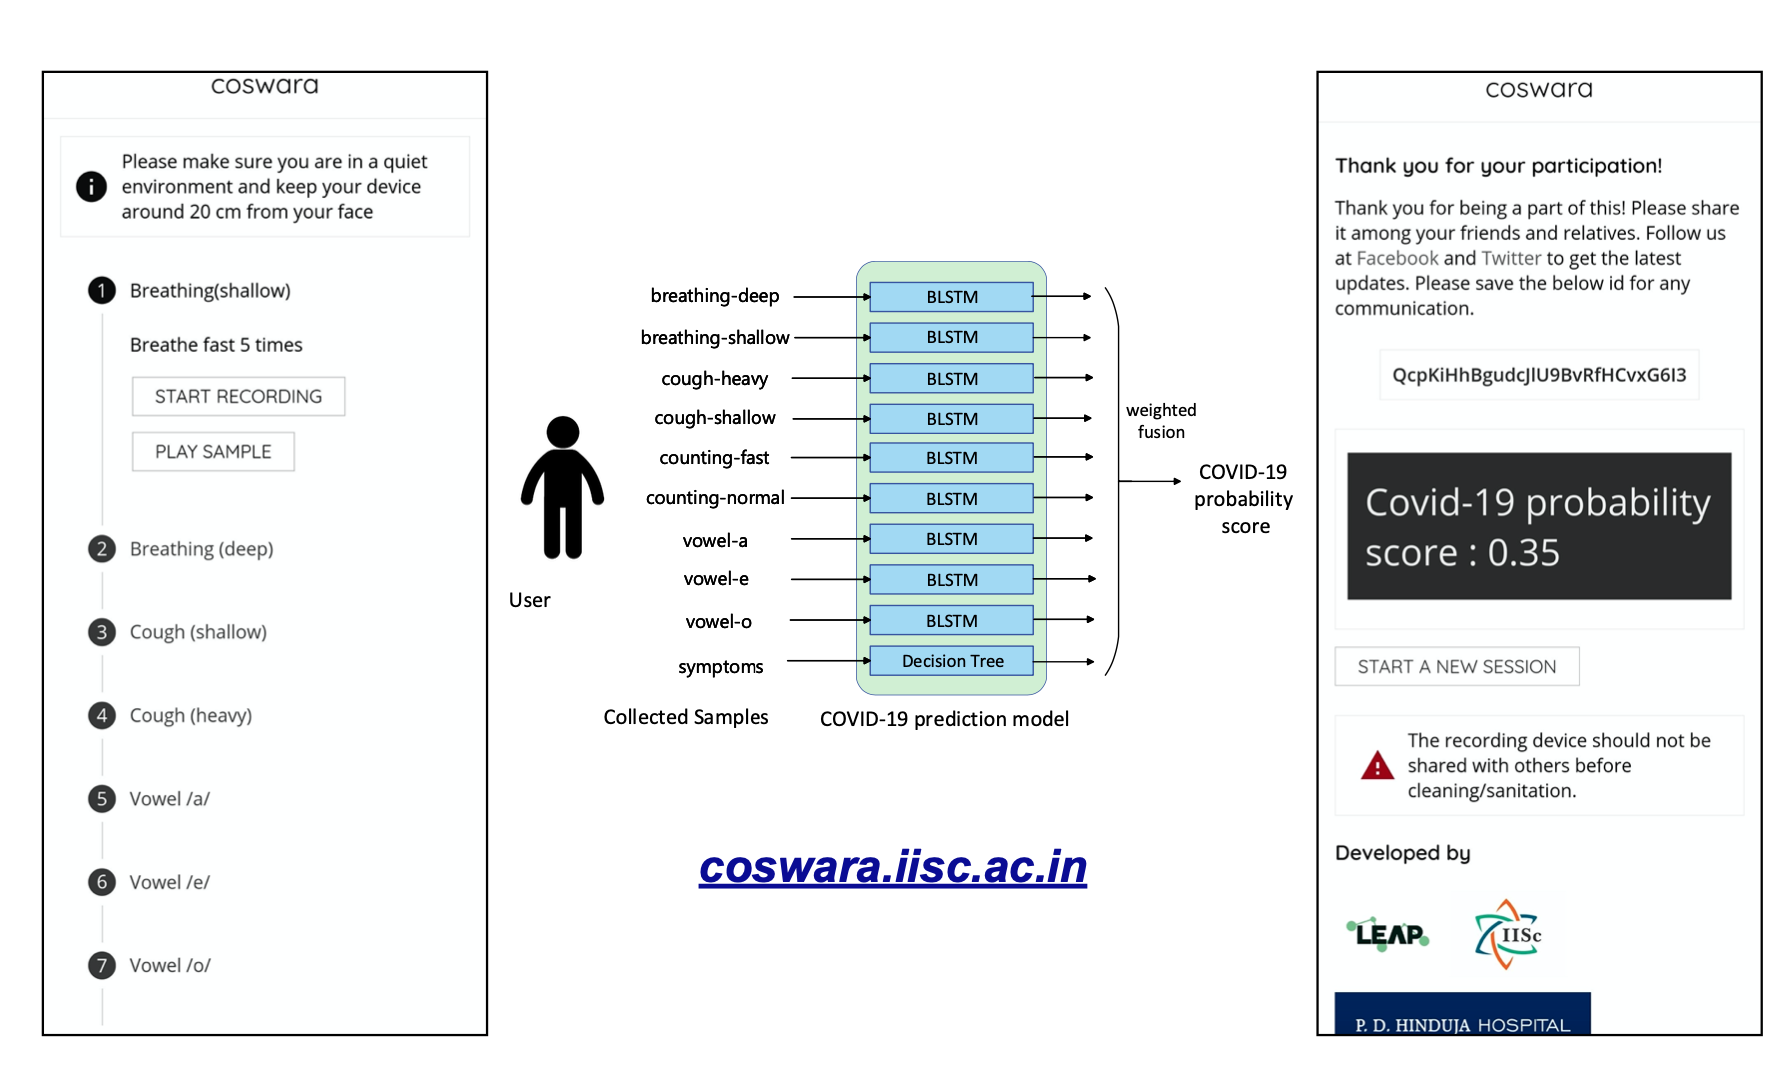 coswara
Please make sure you are in a quiet
environment and keep your device
around 20 cm from your face
1 Breathing(shallow)
Breathe fast 5 times
START RECORDING
PLAY SAMPLE
2 Breathing (deep)
3 Cough (shallow)
4 Cough (heavy)
5 Vowel /a/
6 Vowel /e/
7 Vowel /o/
User
breathing-deep
breathing-shallow
cough-heavy
cough-shallow
counting-fast
counting-normal
vowel-a
vowel-e
vowel-o
symptoms
Collected Samples
BLSTM
BLSTM
BLSTM
BLSTM
BLSTM
BLSTM
BLSTM
BLSTM
BLSTM
Decision Tree
COVID-19 prediction model
weighted
fusion
COVID-19
probability
score
coswara.iisc.ac.in
coswara
Thank you for your participation!
Thank you for being a part of this! Please share
it among your friends and relatives. Follow us
at Facebook and Twitter to get the latest
updates. Please save the below id for any
communication.
QcpKiHhBgudcJlU9BvRfHCvxG6I3
Covid-19 probability
score : 0.35
START A NEW SESSION
The recording device should not be
shared with others before
cleaning/sanitation.
Developed by
LEAP
IISc
P. D. HINDUJA HOSPITAL